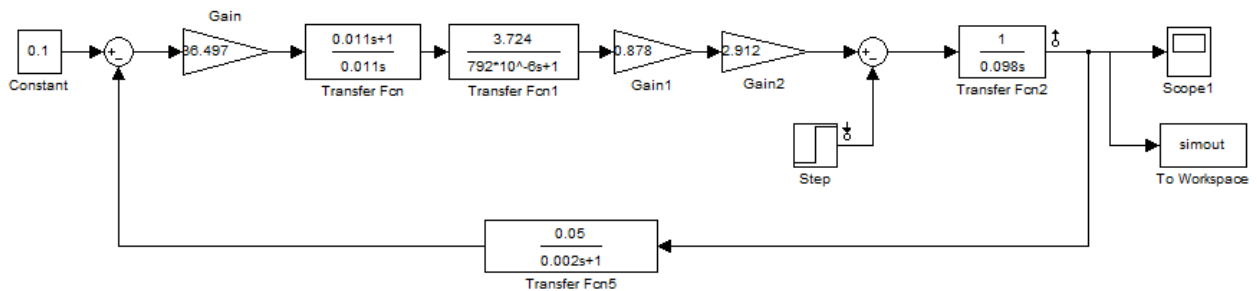 Gain
0.1
Constant
36.497
0.011s+1
0.011s
Transfer Fcn
3.724
792*10^-6s+1
Transfer Fcn1
0.878
Gain1
2.912
Gain2
1
0.098s
Transfer Fcn2
Scope1
Step
simout
To Workspace
0.05
0.002s+1
Transfer Fcn5